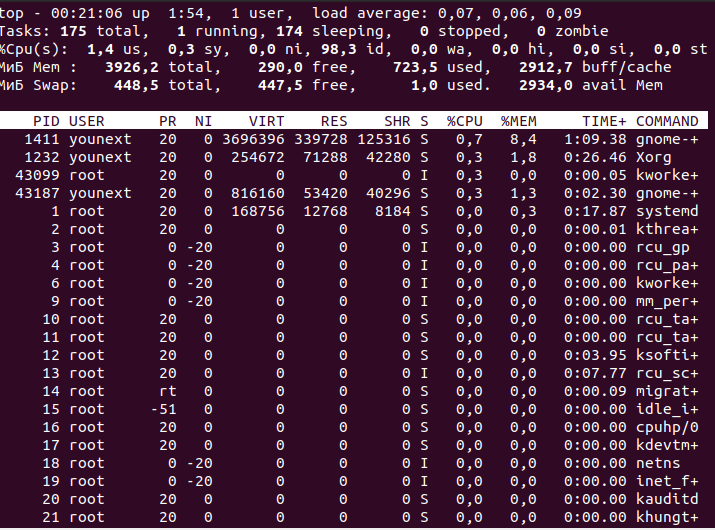 top - 00:21:06 up  1:54,  1 user,  load average: 0,07, 0,06, 0,09
Tasks: 175 total,   1 running, 174 sleeping,   0 stopped,   0 zombie
%Cpu(s):  1,4 us,  0,3 sy,  0,0 ni, 98,3 id,  0,0 wa,  0,0 hi,  0,0 si,  0,0 st
МиБ Mem :   3926,2 total,    290,0 free,    723,5 used,   2912,7 buff/cache
МиБ Swap:    448,5 total,    447,5 free,      1,0 used.   2934,0 avail Mem
PID USER      PR  NI    VIRT    RES    SHR S  %CPU  %MEM     TIME+ COMMAND
1411 younext   20   0 3696396 339728 125316 S   0,7   8,4   1:09.38 gnome-+
1232 younext   20   0  254672  71288  42280 S   0,3   1,8   0:26.46 Xorg
43099 root      20   0       0      0      0 I   0,3   0,0   0:00.05 kworke+
43187 younext   20   0  816160  53420  40296 S   0,3   1,3   0:02.30 gnome-+
1 root      20   0  168756  12768   8184 S   0,0   0,3   0:17.87 systemd
2 root      20   0       0      0      0 S   0,0   0,0   0:00.01 kthrea+
3 root       0 -20       0      0      0 I   0,0   0,0   0:00.00 rcu_gp
4 root       0 -20       0      0      0 I   0,0   0,0   0:00.00 rcu_pa+
6 root       0 -20       0      0      0 I   0,0   0,0   0:00.00 kworke+
9 root       0 -20       0      0      0 I   0,0   0,0   0:00.00 mm_per+
10 root      20   0       0      0      0 S   0,0   0,0   0:00.00 rcu_ta+
11 root      20   0       0      0      0 S   0,0   0,0   0:00.00 rcu_ta+
12 root      20   0       0      0      0 S   0,0   0,0   0:03.95 ksofti+
13 root      20   0       0      0      0 I   0,0   0,0   0:07.77 rcu_sc+
14 root      rt   0       0      0      0 S   0,0   0,0   0:00.09 migrat+
15 root     -51   0       0      0      0 S   0,0   0,0   0:00.00 idle_i+
16 root      20   0       0      0      0 S   0,0   0,0   0:00.00 cpuhp/0
17 root      20   0       0      0      0 S   0,0   0,0   0:00.00 kdevtm+
18 root       0 -20       0      0      0 I   0,0   0,0   0:00.00 netns
19 root       0 -20       0      0      0 I   0,0   0,0   0:00.00 inet_f+
20 root      20   0       0      0      0 S   0,0   0,0   0:00.00 kauditd
21 root      20   0       0      0      0 S   0,0   0,0   0:00.00 khungt+